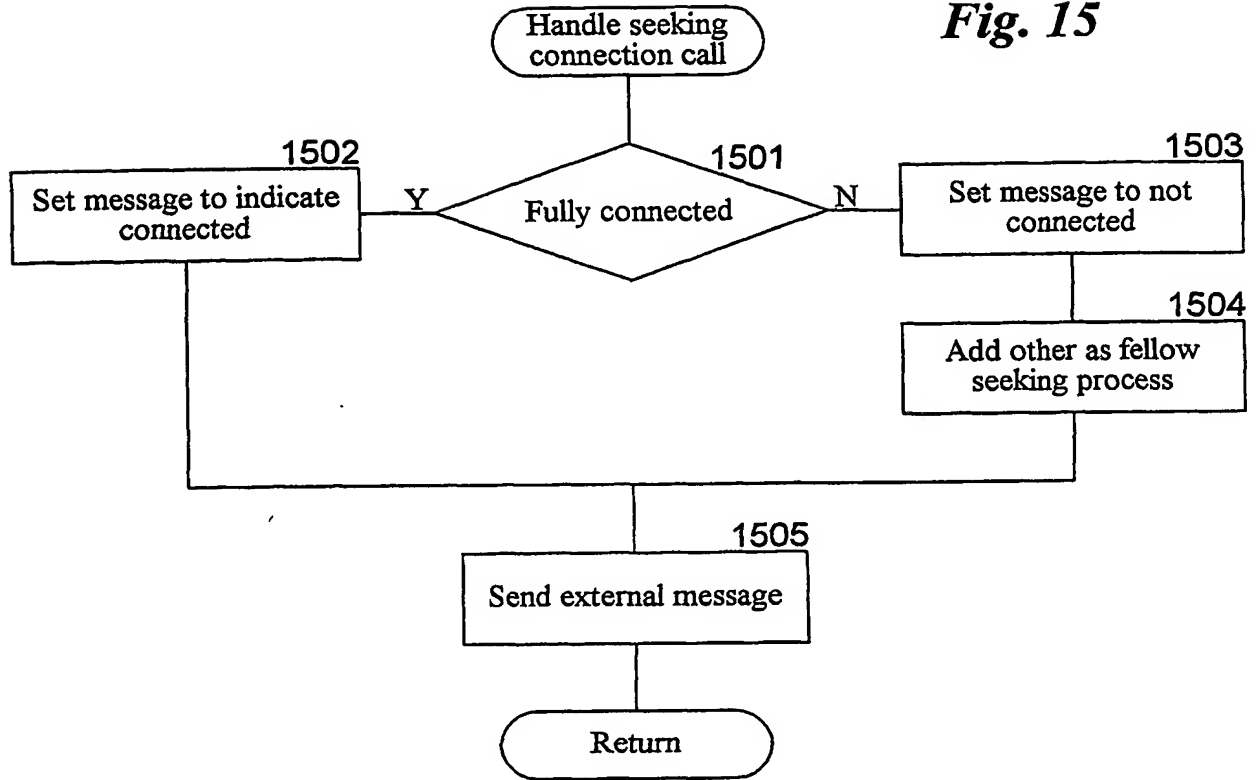 Fig. 15
Handle seeking
connection call
1501
Fully connected
Y
N
1502
Set message to indicate
connected
1503
Set message to not
connected
1504
Add other as fellow
seeking process
1505
Send external message
Return